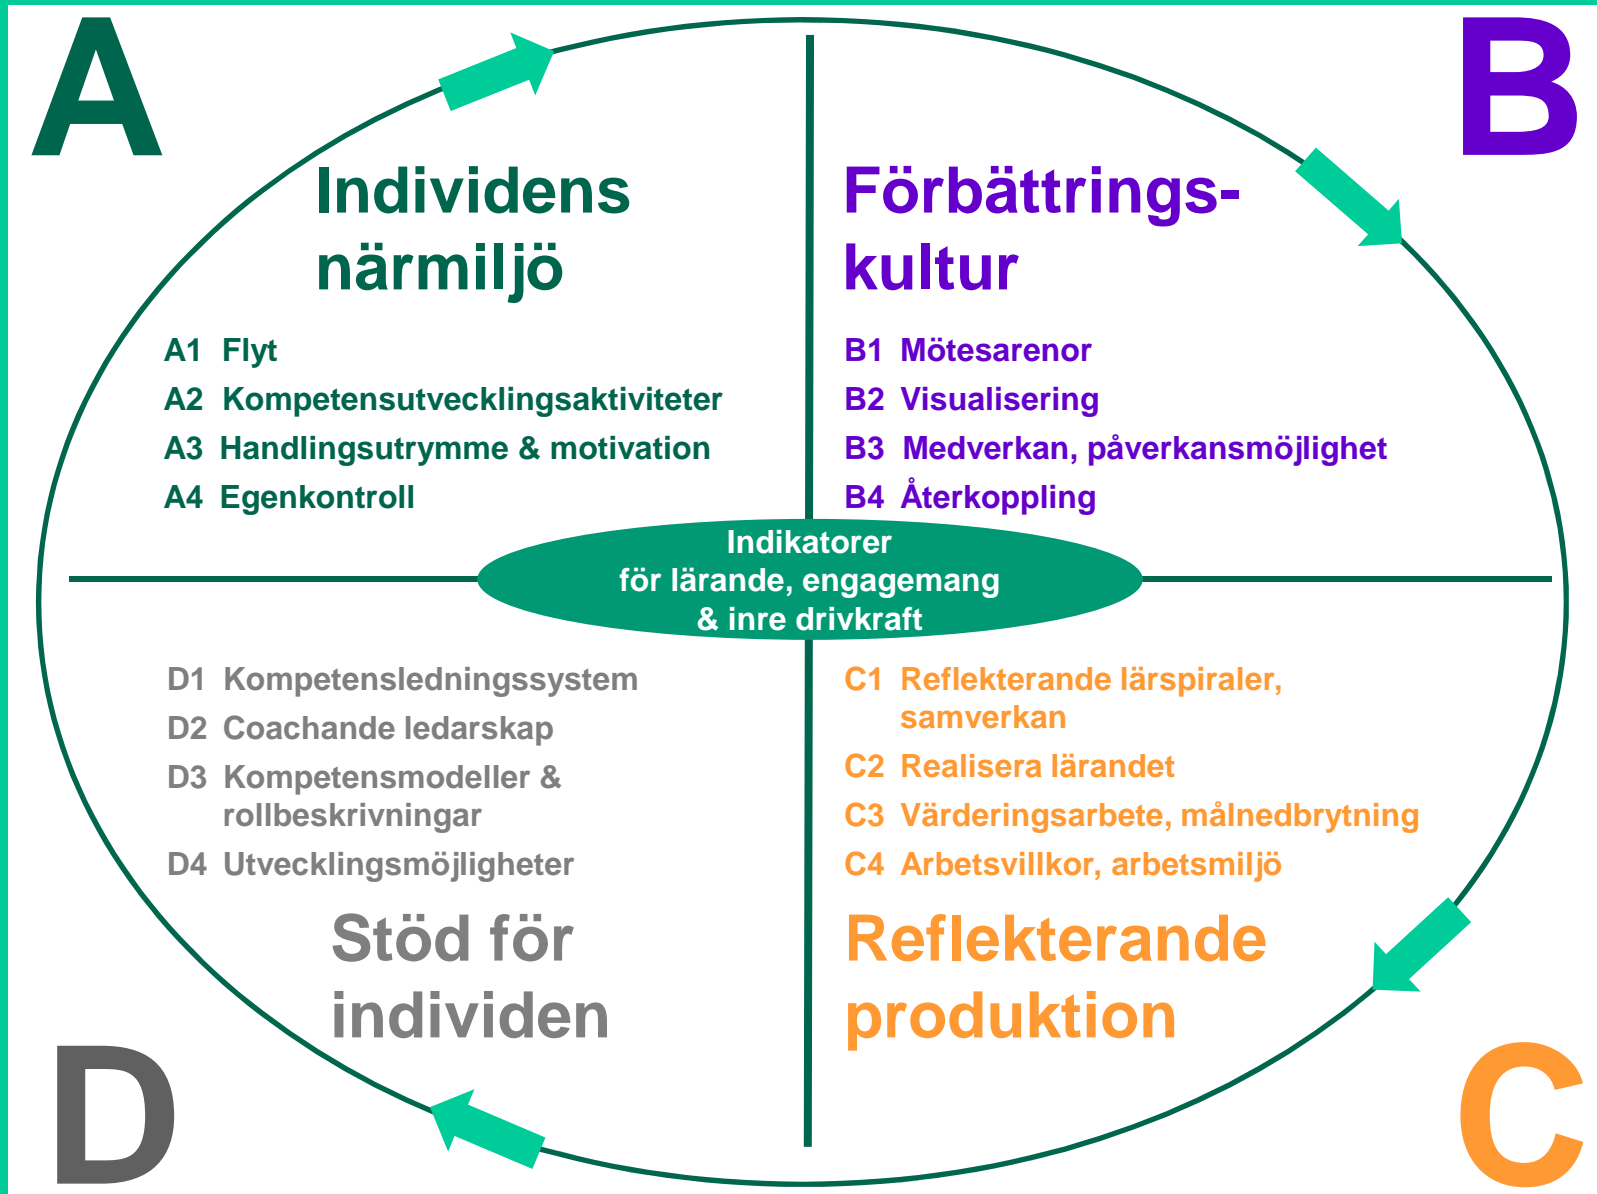 A
Individens
närmiljö
A1 Flyt
A2 Kompetensutvecklingsaktiviteter
A3 Handlingsutrymme & motivation
A4 Egenkontroll
B
Förbättrings-
kultur
B1 Mötesarenor
B2 Visualisering
B3 Medverkan, påverkansmöjlighet
B4 Återkoppling
Indikatorer
för lärande, engagemang
& inre drivkraft
D1 Kompetensledningssystem
D2 Coachande ledarskap
D3 Kompetensmodeller &
rollbeskrivningar
D4 Utvecklingsmöjligheter
Stöd för
individen
D
C1 Reflekterande lärspiraler,
samverkan
C2 Realisera lärandet
C3 Värderingsarbete, målnedbrytning
C4 Arbetsvillkor, arbetsmiljö
Reflekterande
produktion
C